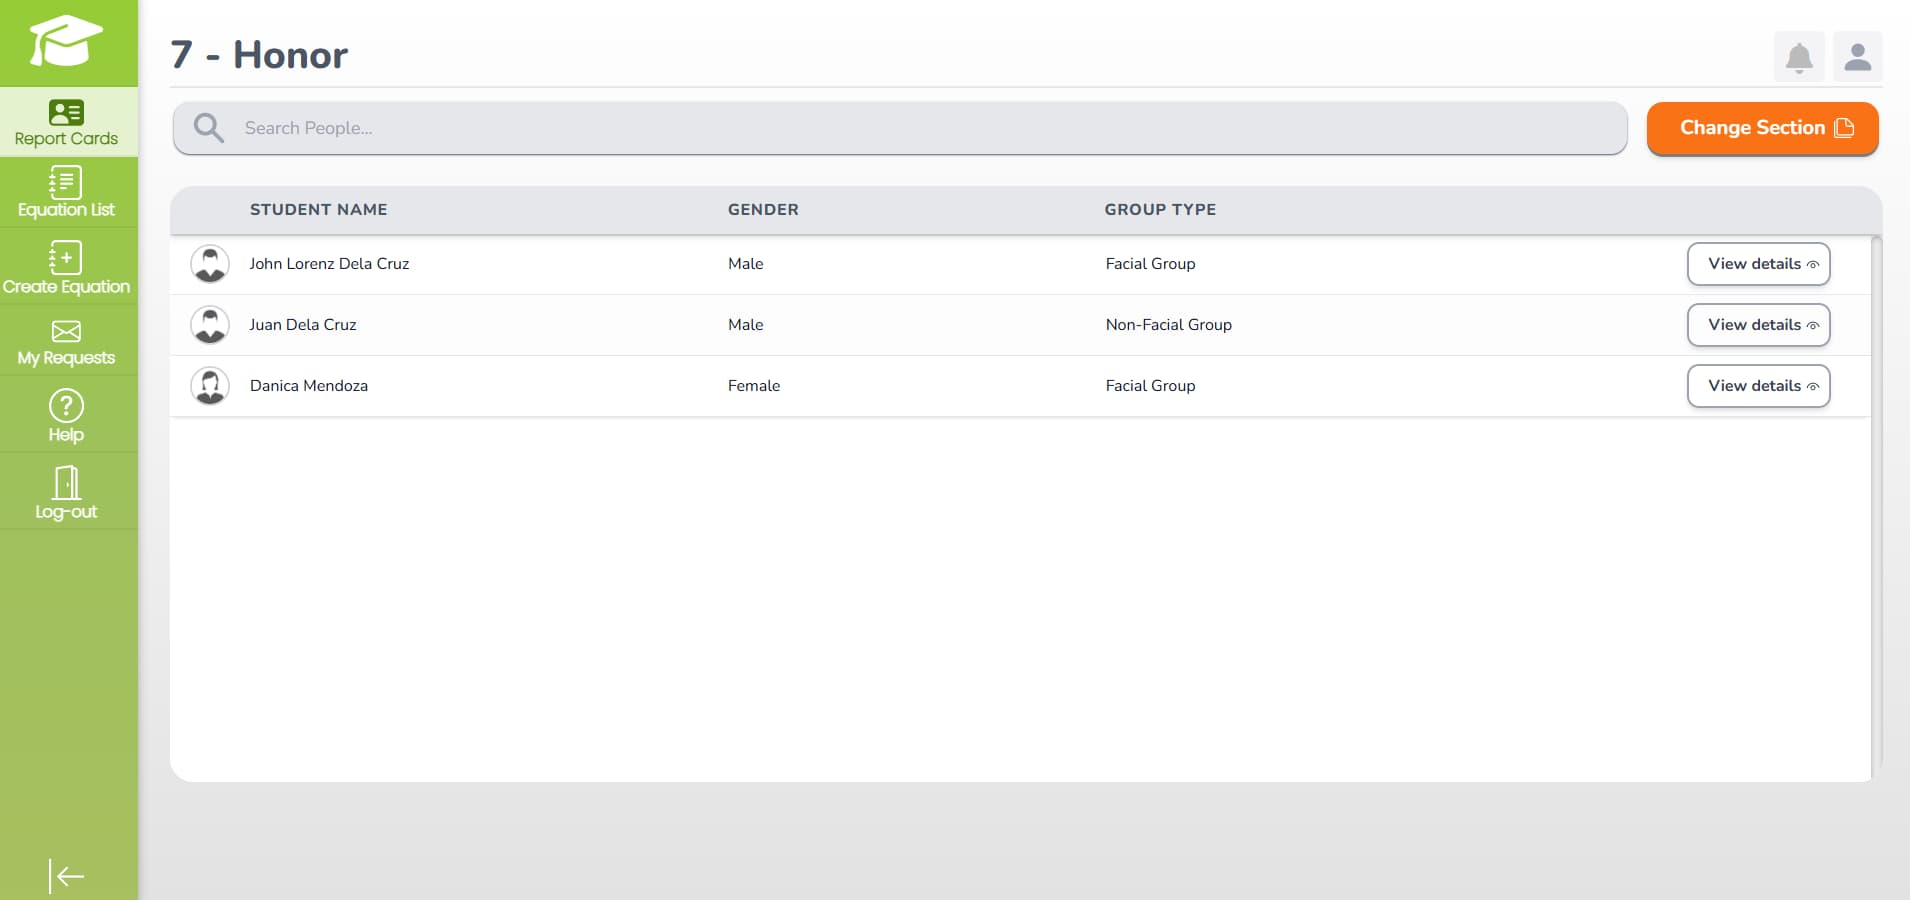 7 - Honor
Search People...
Change Section
Report Cards
Equation List
Create Equation
My Requests
Help
Log-out
STUDENT NAME GENDER GROUP TYPE
John Lorenz Dela Cruz Male Facial Group View details
Juan Dela Cruz Male Non-Facial Group View details
Danica Mendoza Female Facial Group View details